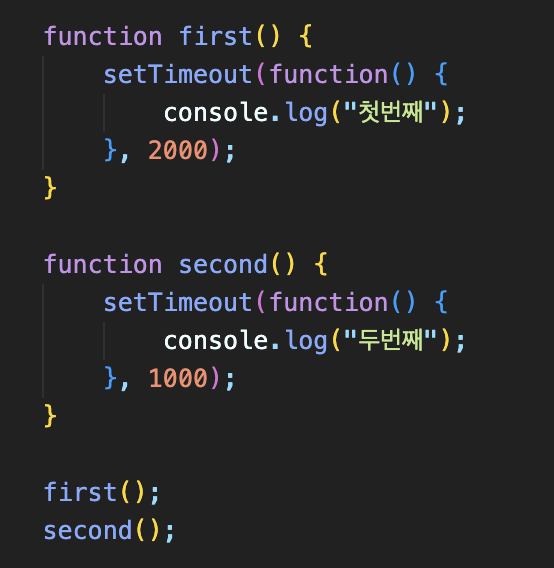 function first() {
    setTimeout(function() {
        console.log("첫번째");
    }, 2000);
}

function second() {
    setTimeout(function() {
        console.log("두번째");
    }, 1000);
}

first();
second();